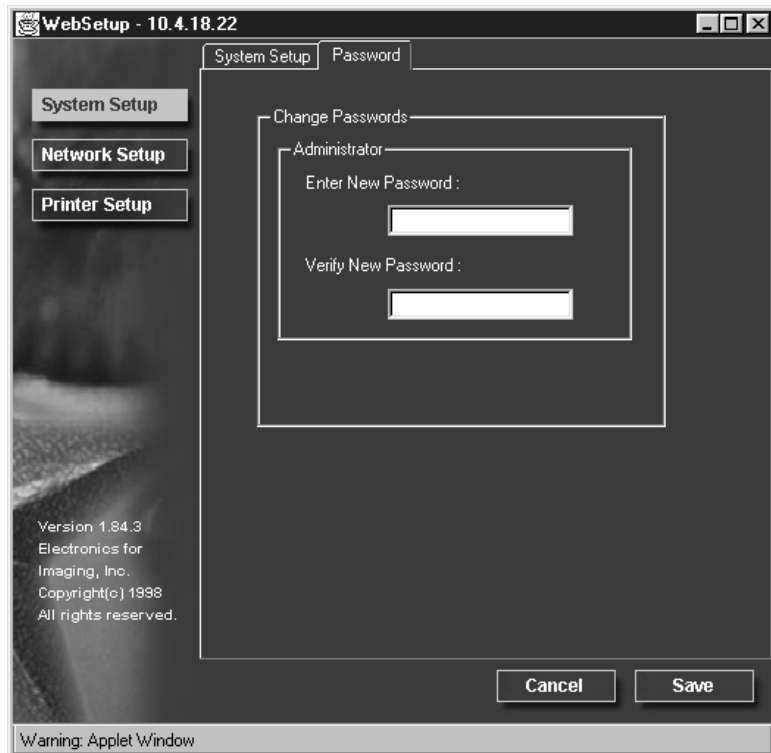 WebSetup - 10.4.18.22
System Setup
Password
System Setup
Network Setup
Printer Setup
Change Passwords
Administrator
Enter New Password :
Verify New Password :
Version 1.84.3
Electronics for
Imaging, Inc.
Copyright(c) 1998
All rights reserved.
Cancel
Save
Warning: Applet Window